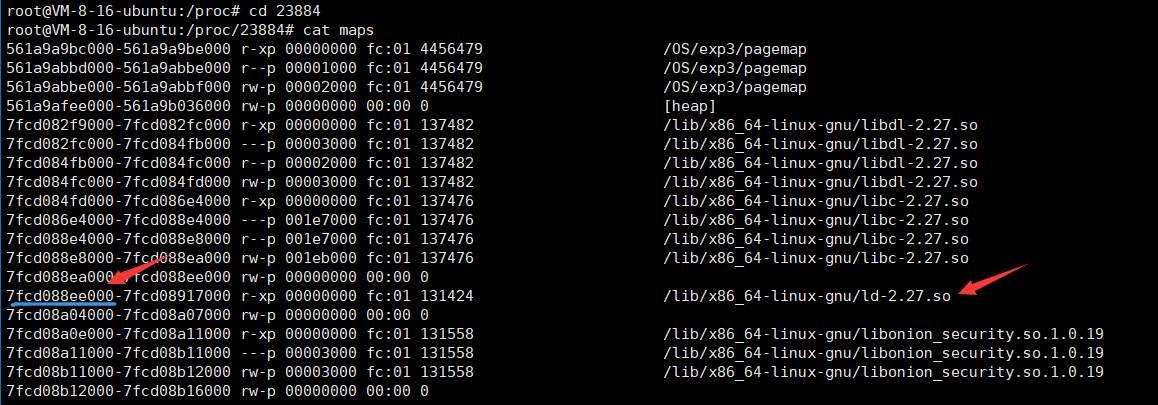 root@VM-8-16-ubuntu:/proc# cd 23884
root@VM-8-16-ubuntu:/proc/23884# cat maps
561a9a9bc000-561a9a9be000 r-xp 00000000 fc:01 4456479 /OS/exp3/pagemap
561a9abbd000-561a9abbe000 r--p 00001000 fc:01 4456479 /OS/exp3/pagemap
561a9abbe000-561a9abbf000 rw-p 00002000 fc:01 4456479 /OS/exp3/pagemap
561a9afee000-561a9b036000 rw-p 00000000 00:00 0 [heap]
7fcd082f9000-7fcd082fc000 r-xp 00000000 fc:01 137482 /lib/x86_64-linux-gnu/libdl-2.27.so
7fcd082fc000-7fcd084fb000 ---p 00003000 fc:01 137482 /lib/x86_64-linux-gnu/libdl-2.27.so
7fcd084fb000-7fcd084fc000 r--p 00002000 fc:01 137482 /lib/x86_64-linux-gnu/libdl-2.27.so
7fcd084fc000-7fcd084fd000 rw-p 00003000 fc:01 137482 /lib/x86_64-linux-gnu/libdl-2.27.so
7fcd084fd000-7fcd086e4000 r-xp 00000000 fc:01 137476 /lib/x86_64-linux-gnu/libc-2.27.so
7fcd086e4000-7fcd088e4000 ---p 001e7000 fc:01 137476 /lib/x86_64-linux-gnu/libc-2.27.so
7fcd088e4000-7fcd088e8000 r--p 001e7000 fc:01 137476 /lib/x86_64-linux-gnu/libc-2.27.so
7fcd088e8000-7fcd088ea000 rw-p 001eb000 fc:01 137476 /lib/x86_64-linux-gnu/libc-2.27.so
7fcd088ea000-7fcd088ee000 rw-p 00000000 00:00 0
7fcd088ee000-7fcd08917000 r-xp 00000000 fc:01 131424 /lib/x86_64-linux-gnu/ld-2.27.so
7fcd08a04000-7fcd08a07000 rw-p 00000000 00:00 0
7fcd08a0e000-7fcd08a11000 r-xp 00000000 fc:01 131558 /lib/x86_64-linux-gnu/libonion_security.so.1.0.19
7fcd08a11000-7fcd08b11000 ---p 00003000 fc:01 131558 /lib/x86_64-linux-gnu/libonion_security.so.1.0.19
7fcd08b11000-7fcd08b12000 rw-p 00003000 fc:01 131558 /lib/x86_64-linux-gnu/libonion_security.so.1.0.19
7fcd08b12000-7fcd08b16000 rw-p 00000000 00:00 0